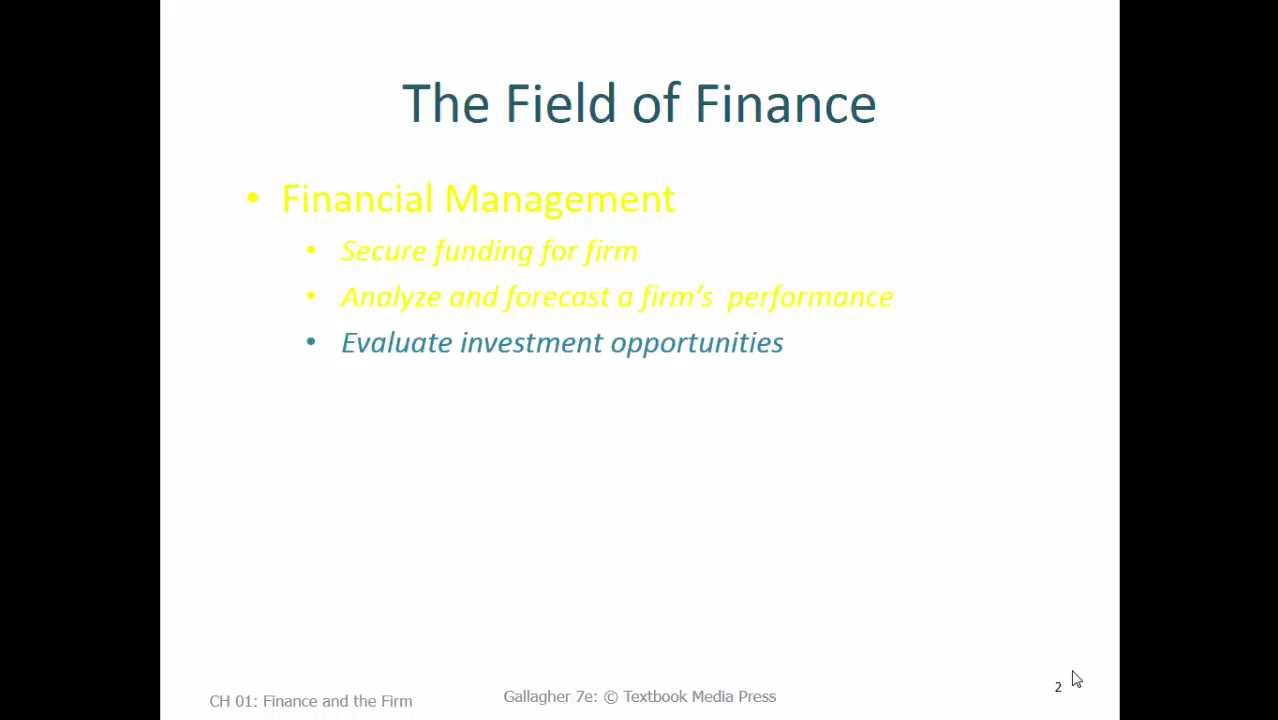 The Field of Finance
• Financial Management
• Secure funding for firm
• Analyze and forecast a firm’s  performance
• Evaluate investment opportunities
CH 01: Finance and the Firm
Gallagher 7e: © Textbook Media Press
2